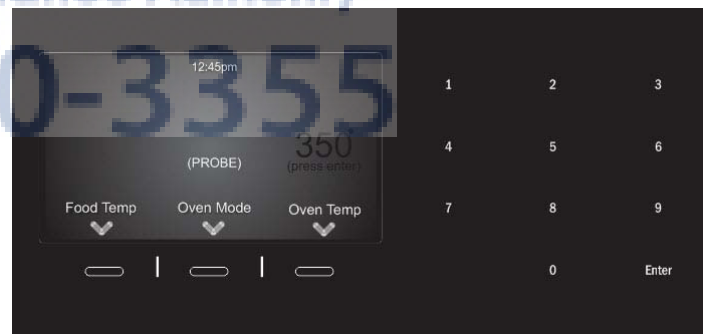 0-3355
12:45pm
350°
(PROBE)
(press enter)
Food Temp Oven Mode Oven Temp
1 2 3
4 5 6
7 8 9
0 Enter